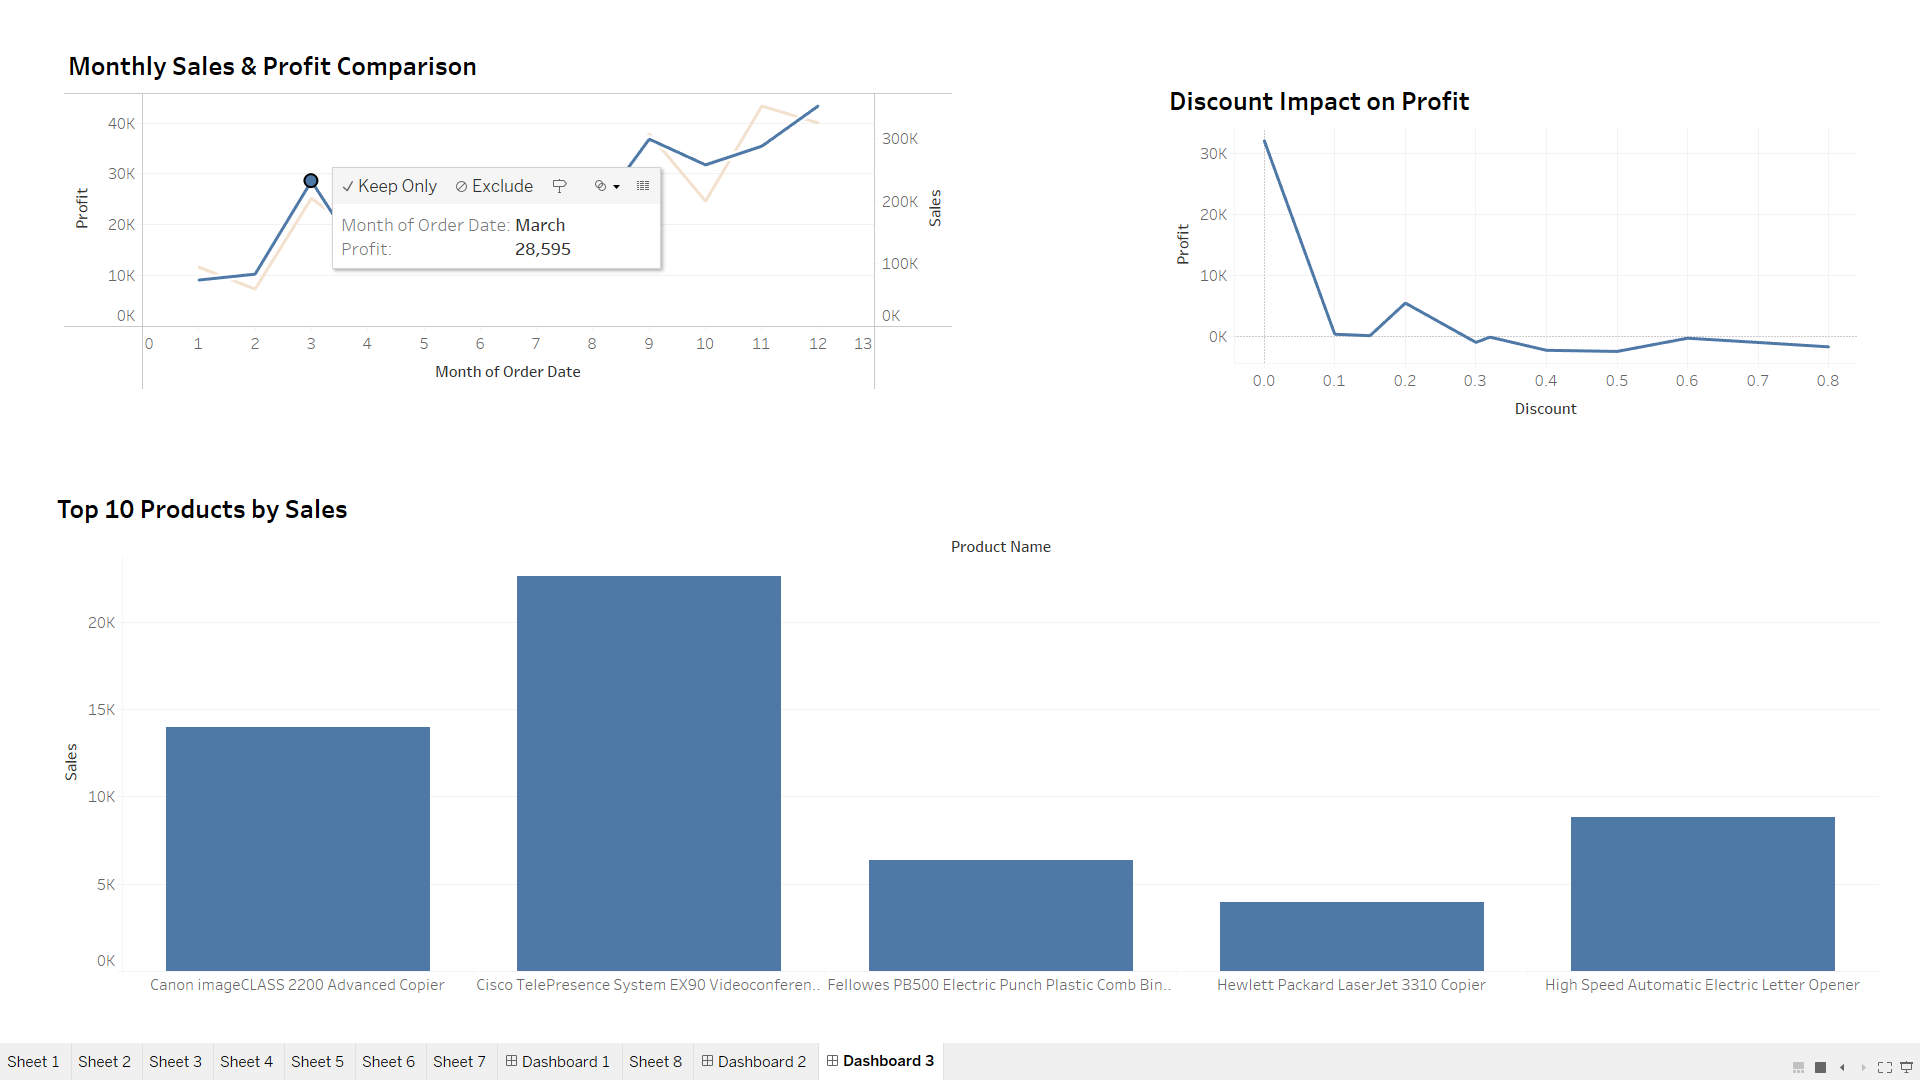 Monthly Sales & Profit Comparison
40K
30K
20K
10K
0K
Profit
300K
200K
100K
0K
Sales
0 1 2 3 4 5 6 7 8 9 10 11 12 13
Month of Order Date
Keep Only Exclude
Month of Order Date: March
Profit: 28,595
Discount Impact on Profit
30K
20K
10K
0K
Profit
0.0 0.1 0.2 0.3 0.4 0.5 0.6 0.7 0.8
Discount
Top 10 Products by Sales
Product Name
20K
15K
10K
5K
0K
Sales
Canon imageCLASS 2200 Advanced Copier Cisco TelePresence System EX90 Videoconferen.. Fellowes PB500 Electric Punch Plastic Comb Bin.. Hewlett Packard LaserJet 3310 Copier High Speed Automatic Electric Letter Opener
Sheet 1 Sheet 2 Sheet 3 Sheet 4 Sheet 5 Sheet 6 Sheet 7 Dashboard 1 Sheet 8 Dashboard 2 Dashboard 3